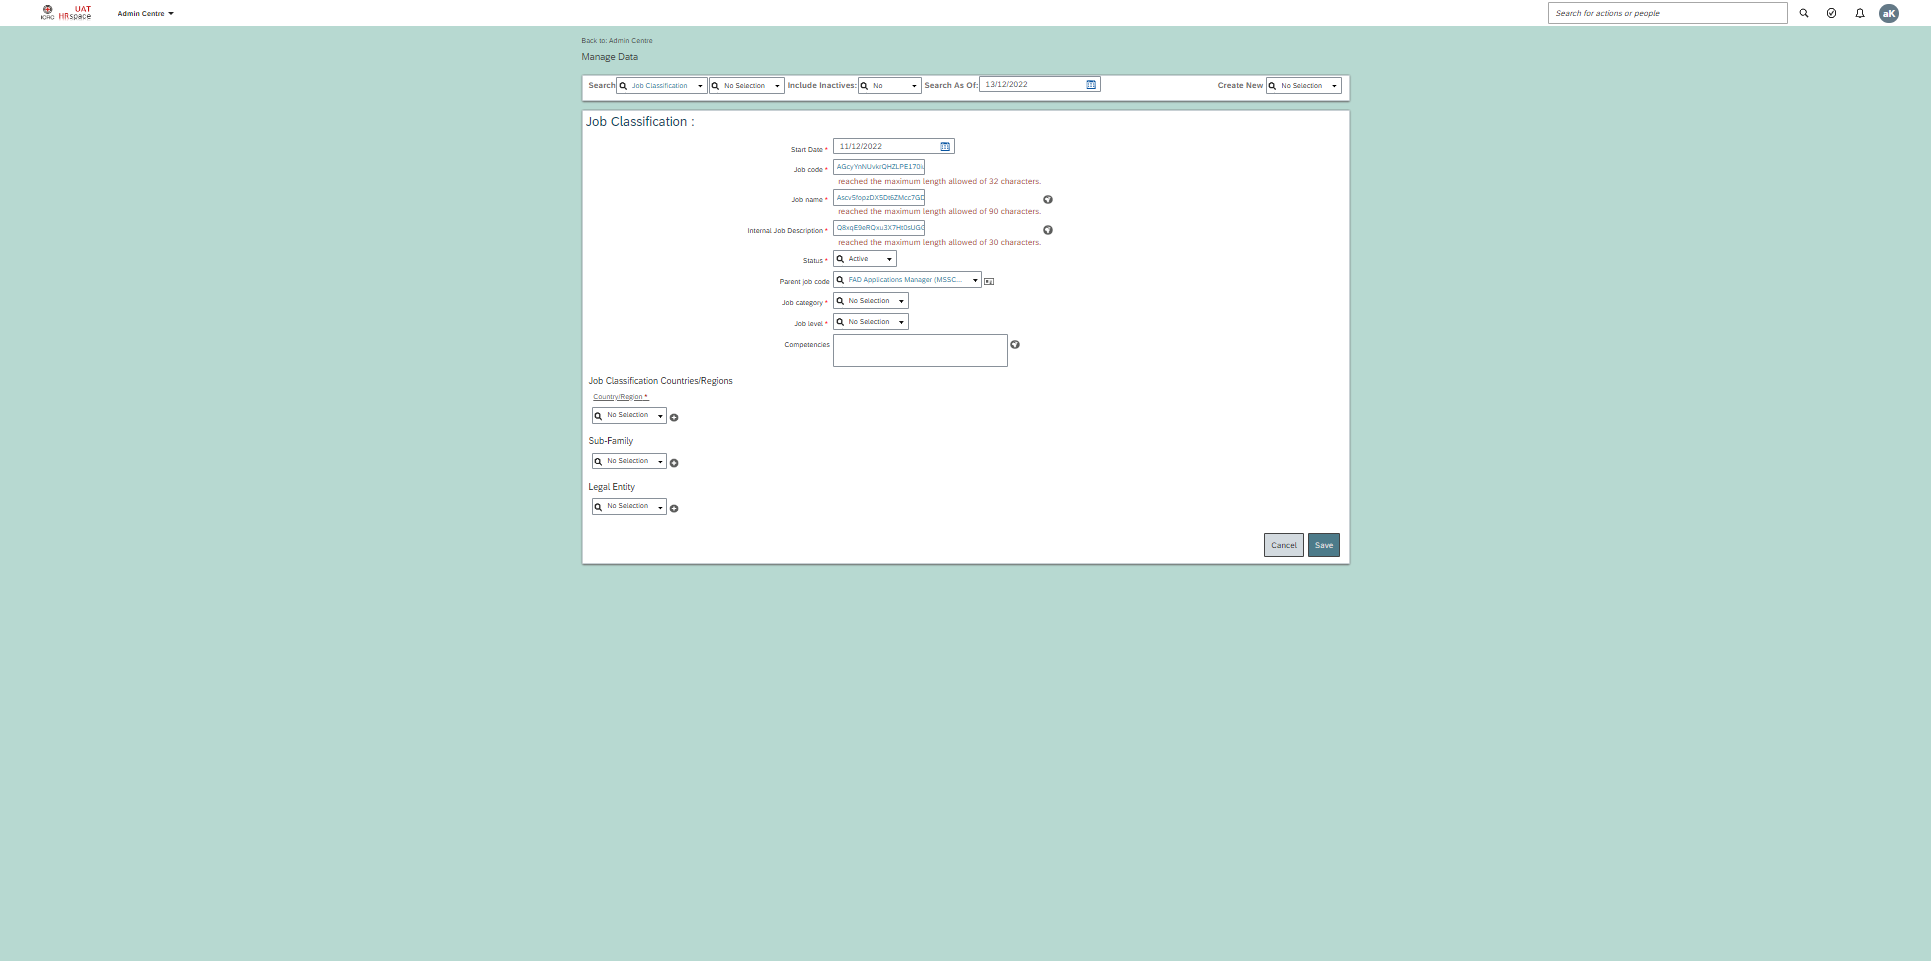 ICRC
UAT
HRspace
Admin Centre
Search for actions or people
aK
Back to: Admin Centre
Manage Data
Search Job Classification No Selection Include Inactives: No Search As Of: 13/12/2022 Create New No Selection
Job Classification :
Start Date * 11/12/2022
Job code *
reached the maximum length allowed of 32 characters.
Job name *
reached the maximum length allowed of 90 characters.
Internal Job Description *
reached the maximum length allowed of 30 characters.
Status * Active
Parent job code FAD Applications Manager (MSSC...
Job category * No Selection
Job level * No Selection
Competencies
Job Classification Countries/Regions
Country/Region *
No Selection
Sub-Family
No Selection
Legal Entity
No Selection
Cancel Save